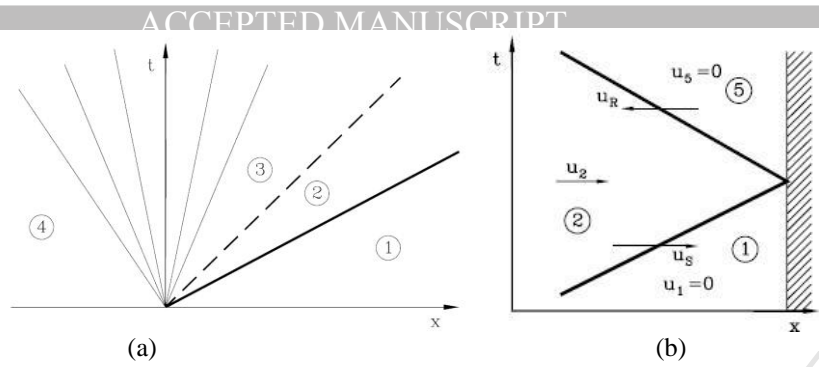 ACCEPTED MANUSCRIPT
t
3
2
4
1
x
(a)
t
u5=0
5
uR
u2
2
1
uS
u1=0
x
(b)